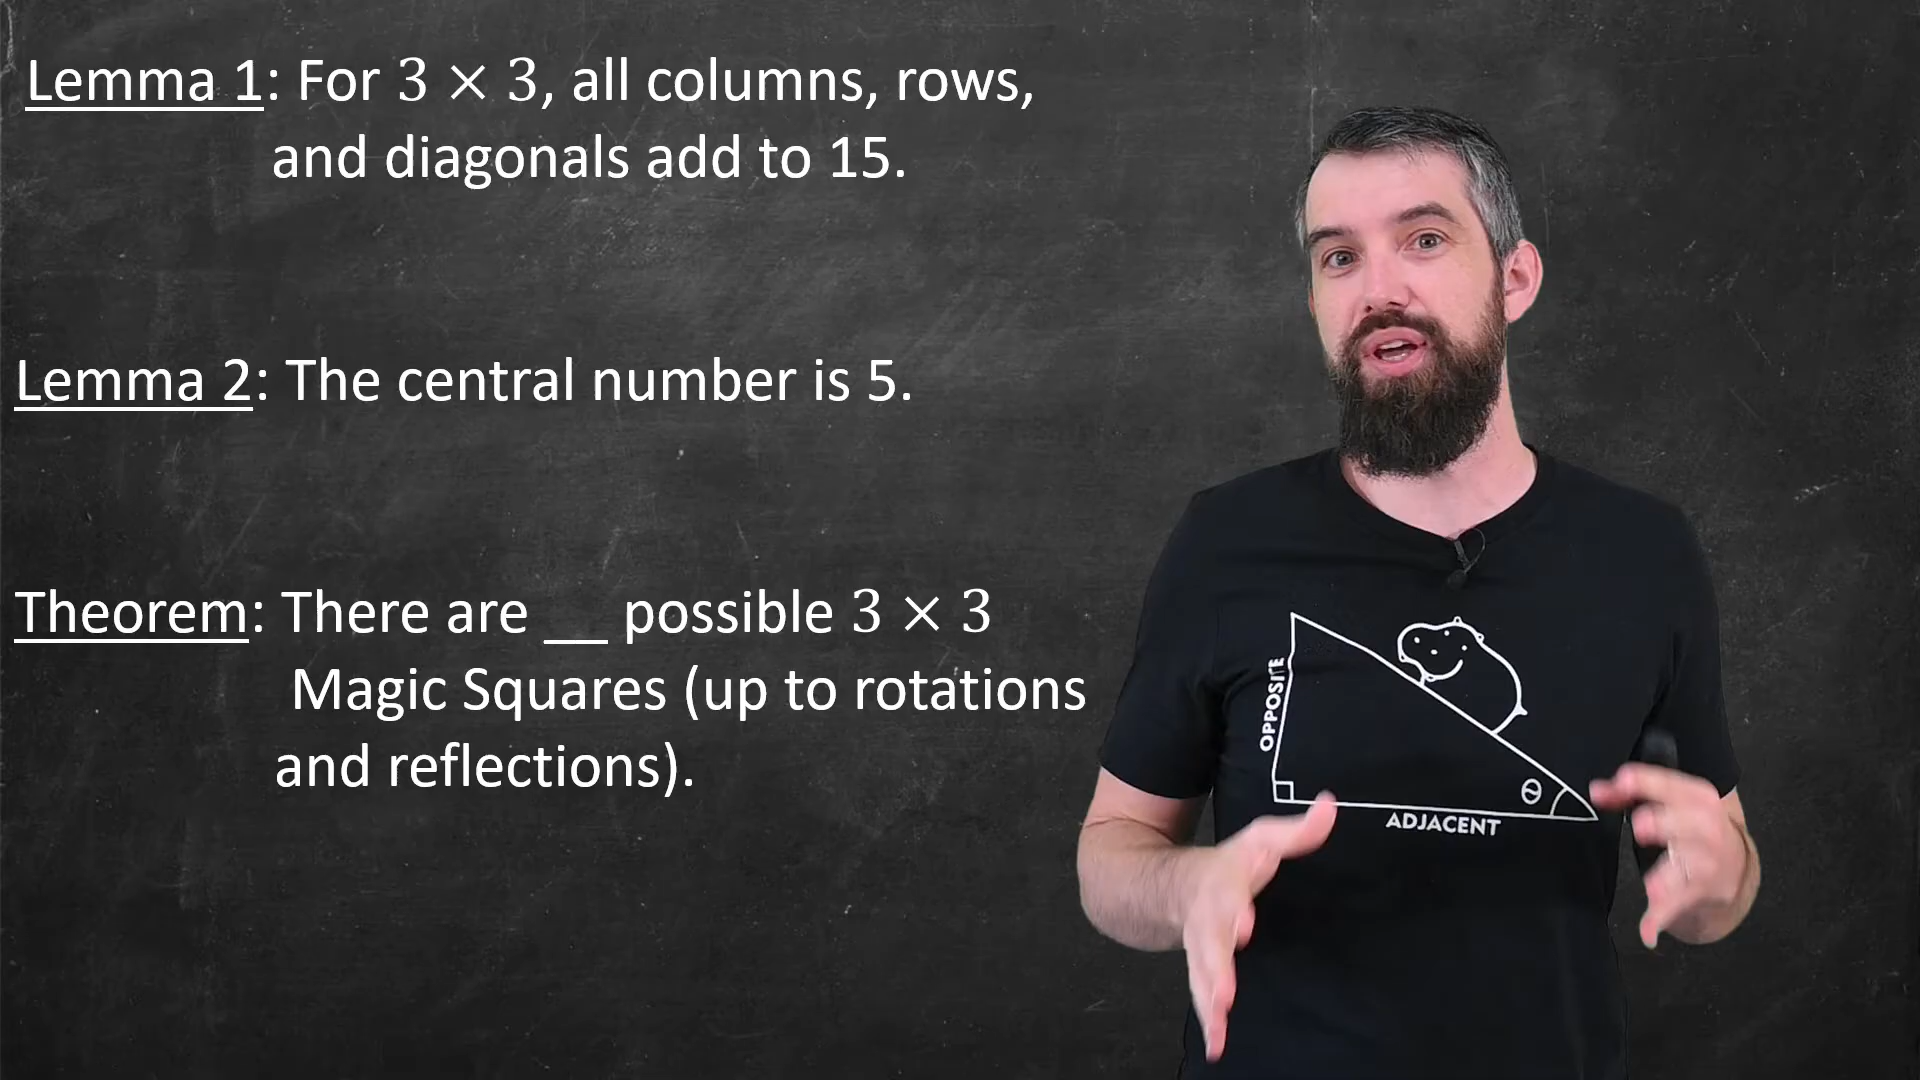 Lemma 1: For 3 × 3, all columns, rows,
and diagonals add to 15.
Lemma 2: The central number is 5.
Theorem: There are __ possible 3 × 3
Magic Squares (up to rotations
and reflections).
OPPOSITE
θ
ADJACENT